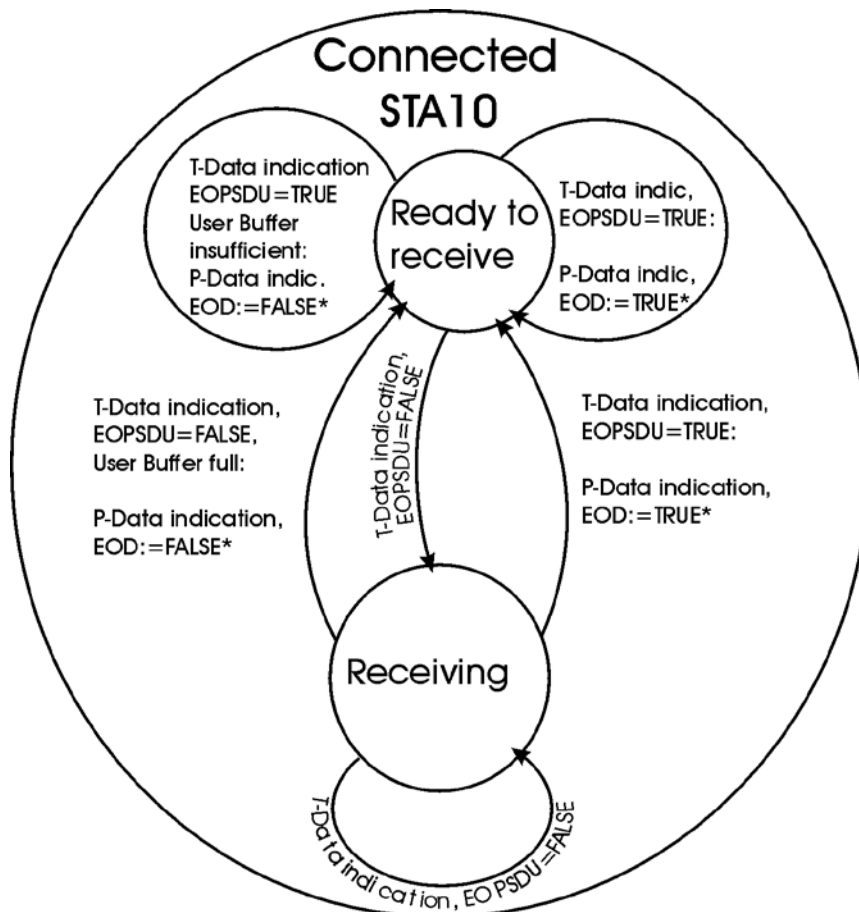 Connected
STA10
T-Data indication
EOPSDU=TRUE
User Buffer
insufficient:
P-Data indic.
EOD:=FALSE*
Ready to
receive
T-Data indic,
EOPSDU=TRUE:
P-Data indic,
EOD:=TRUE*
T-Data indication,
EOPSDU=FALSE,
User Buffer full:
P-Data indication,
EOD:=FALSE*
T-Data indication,
EOPSDU=FALSE
T-Data indication,
EOPSDU=TRUE:
P-Data indication,
EOD:=TRUE*
Receiving
T-Data indication, EOPSDU=FALSE